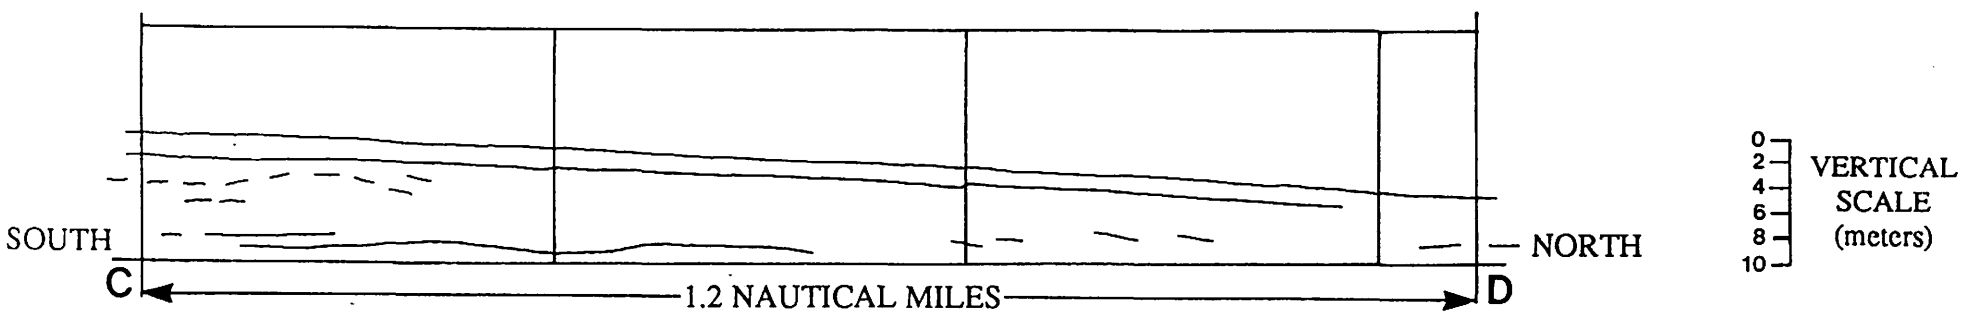 SOUTH
C
1.2 NAUTICAL MILES
D
NORTH
0
2
4
6
8
10
VERTICAL
SCALE
(meters)